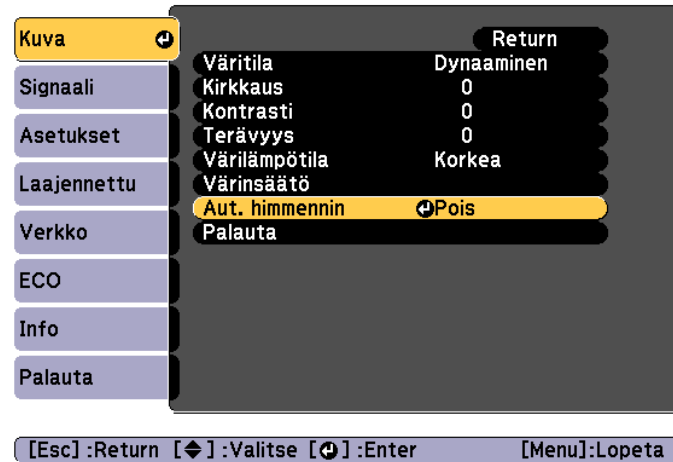 Kuva
Signaali
Asetukset
Laajennettu
Verkko
ECO
Info
Palauta
Return
Väritila Dynaaminen
Kirkkaus 0
Kontrasti 0
Terävyys 0
Värilämpötila Korkea
Värinsäätö
Aut. himmennin Pois
Palauta
[Esc] :Return [◆] :Valitse [⏎] :Enter [Menu]:Lopeta